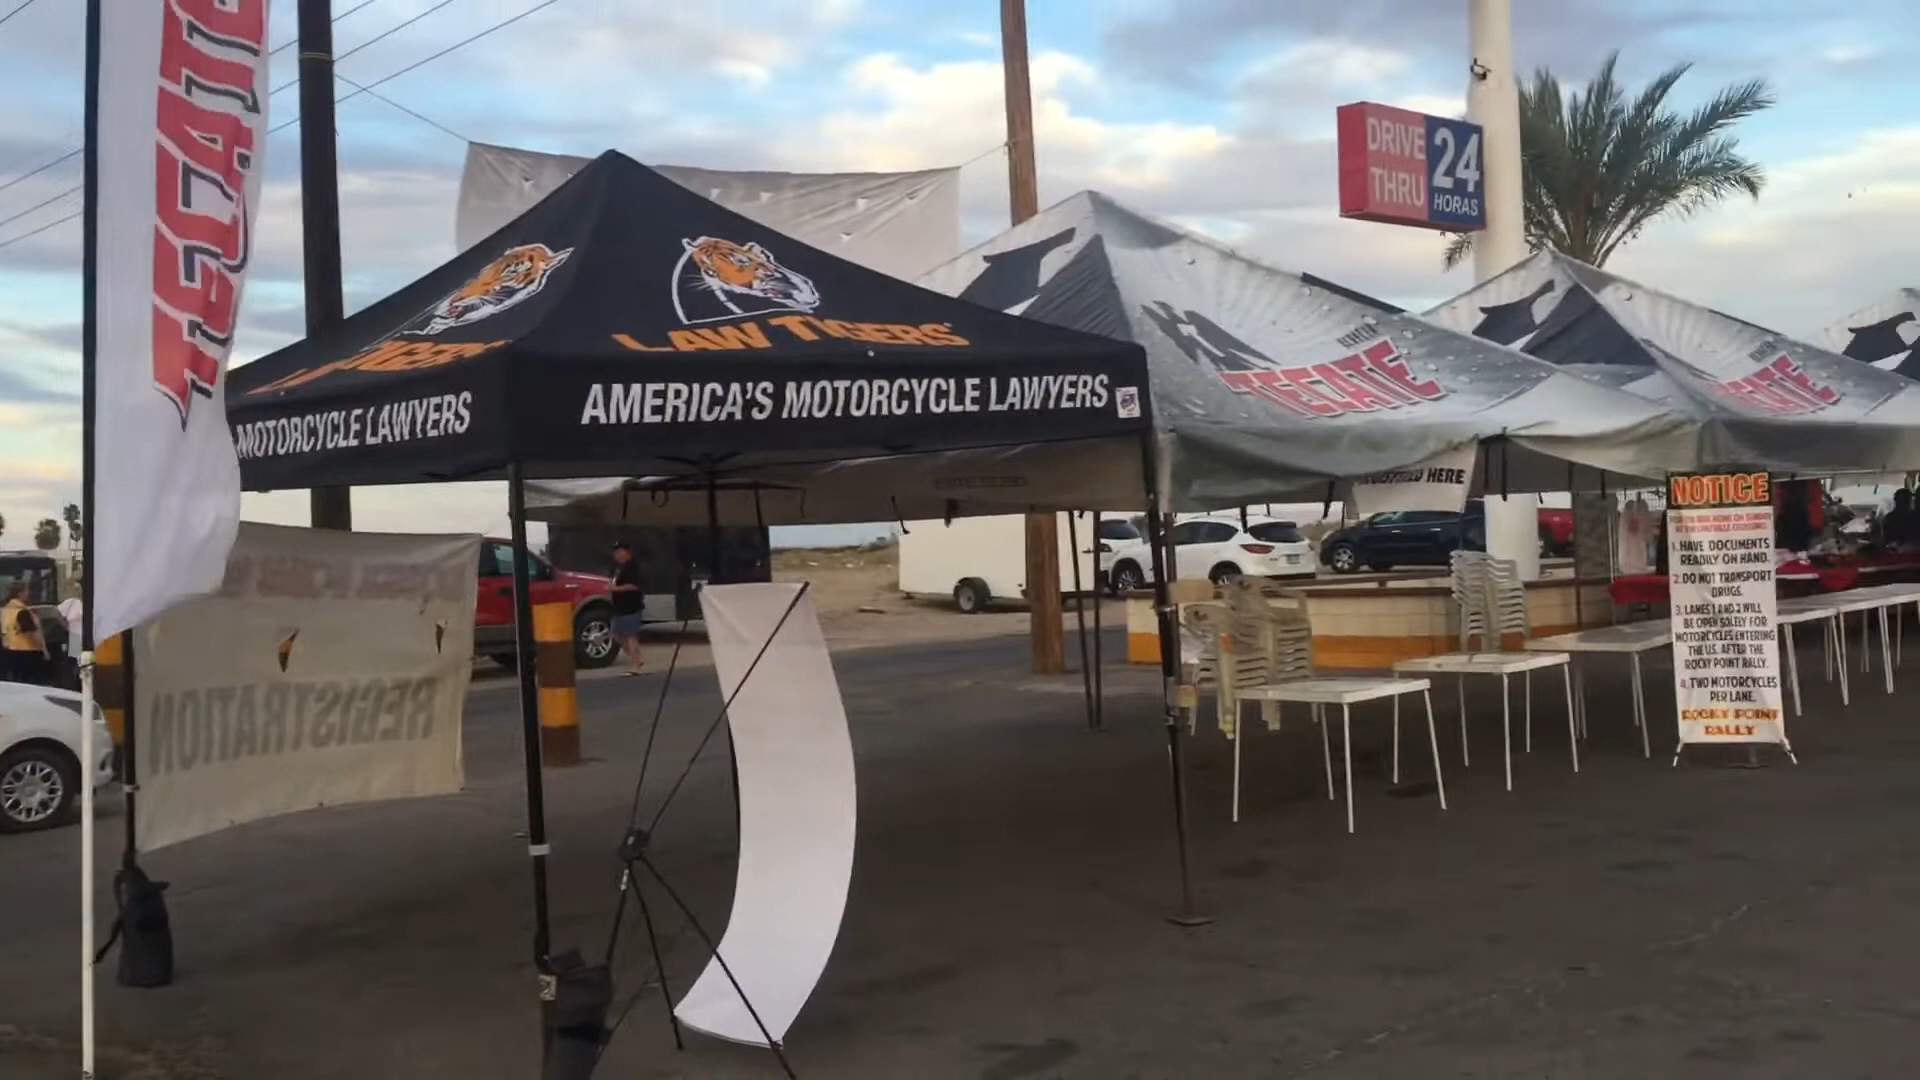 TECATE
DRIVE
THRU
24
HORAS
LAW TIGERS
AMERICA'S MOTORCYCLE LAWYERS
MOTORCYCLE LAWYERS
TECATE
TECATE
HERE
REGISTRATION
NOTICE
1. HAVE DOCUMENTS
READILY ON HAND.
2. DO NOT TRANSPORT
DRUGS.
3. LANES 1 AND 2 WILL
BE OPEN SOLELY FOR
MOTORCYCLES ENTERING
THE U.S. AFTER THE
ROCKY POINT RALLY.
4. TWO MOTORCYCLES
PER LANE.
ROCKY POINT
RALLY